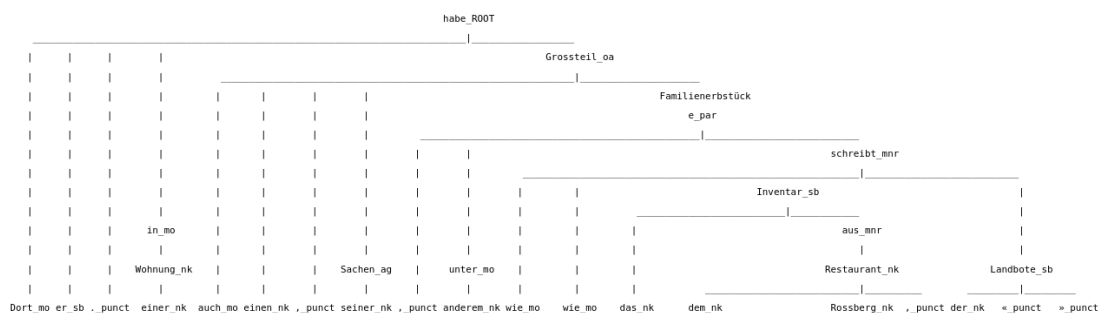 habe_ROOT
Grossteil_oa
Familienerbstück
e_par
schreibt_mnr
Inventar_sb
in_mo aus_mnr
Wohnung_nk Sachen_ag unter_mo Restaurant_nk Landbote_sb
Dort_mo er_sb ._punct einer_nk auch_mo einen_nk ,_punct seiner_nk ,_punct anderem_nk wie_mo wie_mo das_nk dem_nk Rossberg_nk ,_punct der_nk «_punct »_punct